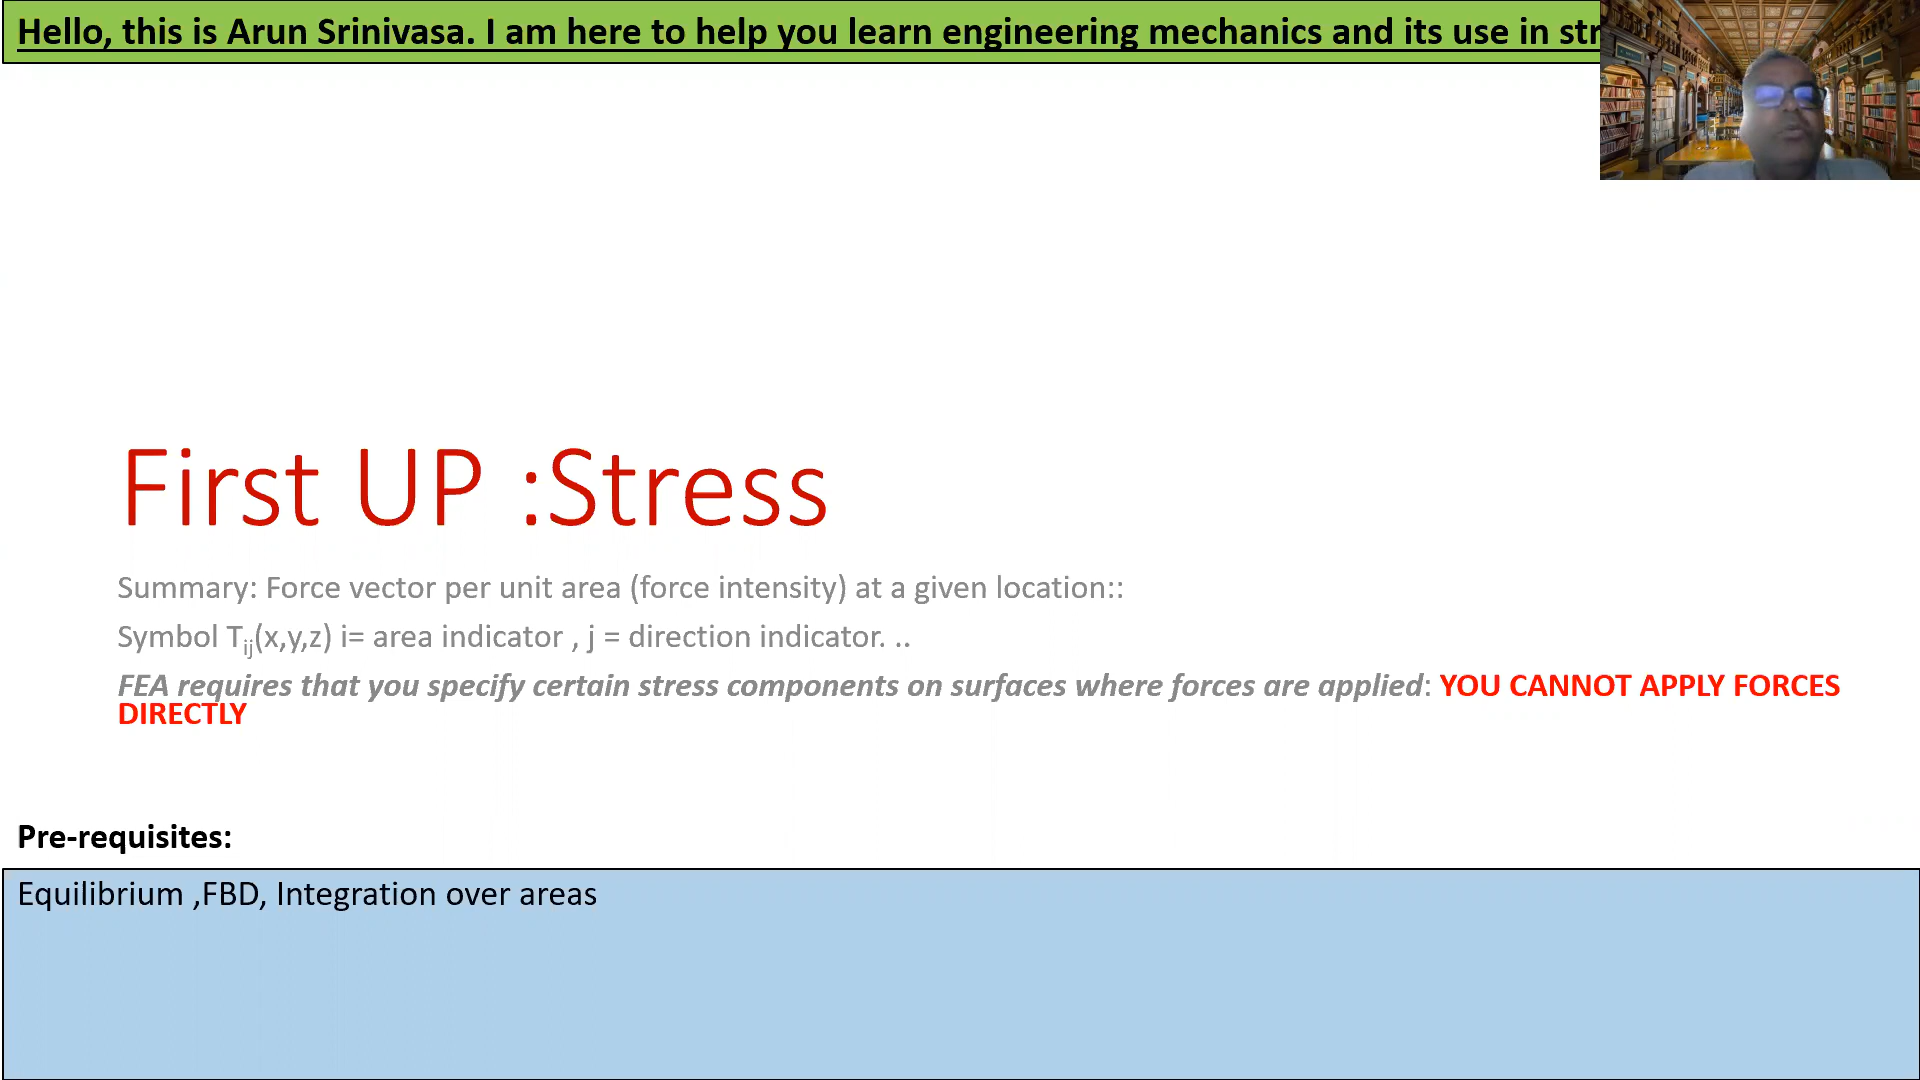 Hello, this is Arun Srinivasa. I am here to help you learn engineering mechanics and its use in str
First UP :Stress
Summary: Force vector per unit area (force intensity) at a given location::
Symbol Tij(x,y,z) i= area indicator , j = direction indicator. ..
FEA requires that you specify certain stress components on surfaces where forces are applied: YOU CANNOT APPLY FORCES
DIRECTLY
Pre-requisites:
Equilibrium ,FBD, Integration over areas